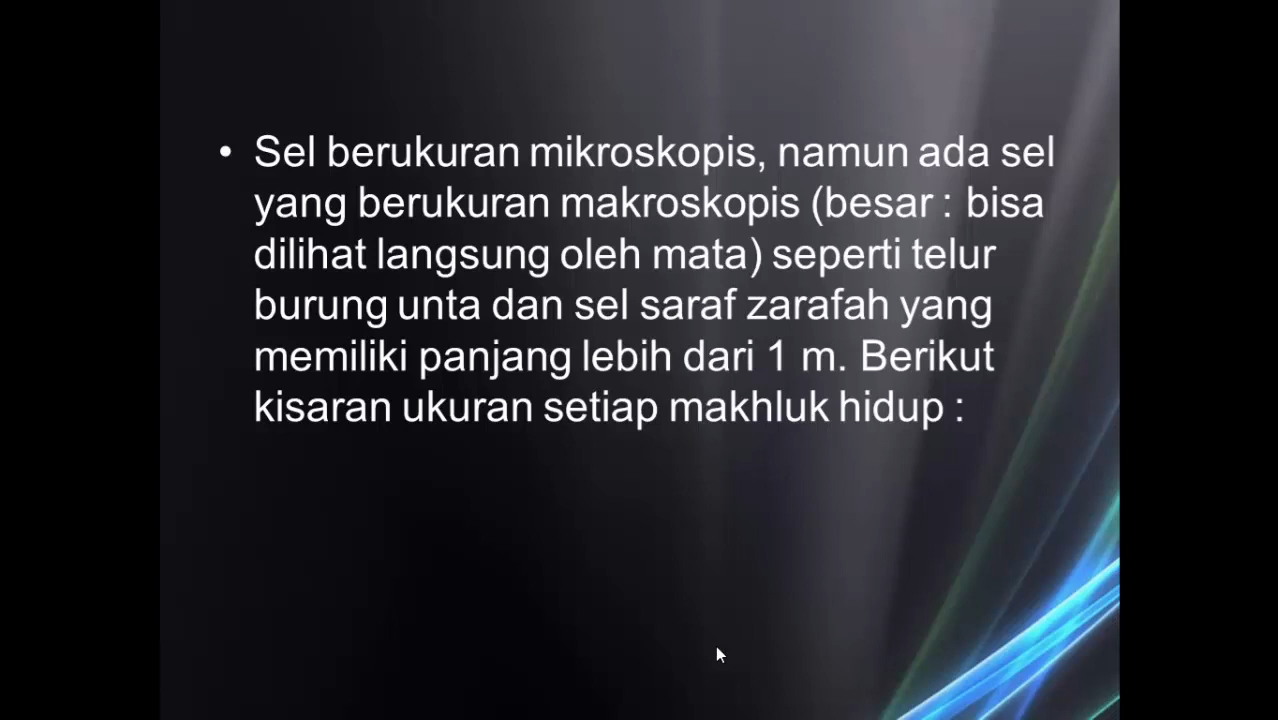 • Sel berukuran mikroskopis, namun ada sel
yang berukuran makroskopis (besar : bisa
dilihat langsung oleh mata) seperti telur
burung unta dan sel saraf zarafah yang
memiliki panjang lebih dari 1 m. Berikut
kisaran ukuran setiap makhluk hidup :